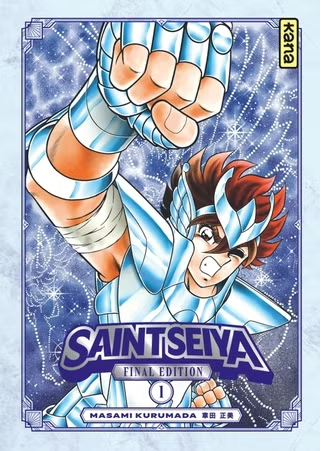 kana
SAINT SEIYA
FINAL EDITION
1
MASAMI KURUMADA 車田 正美